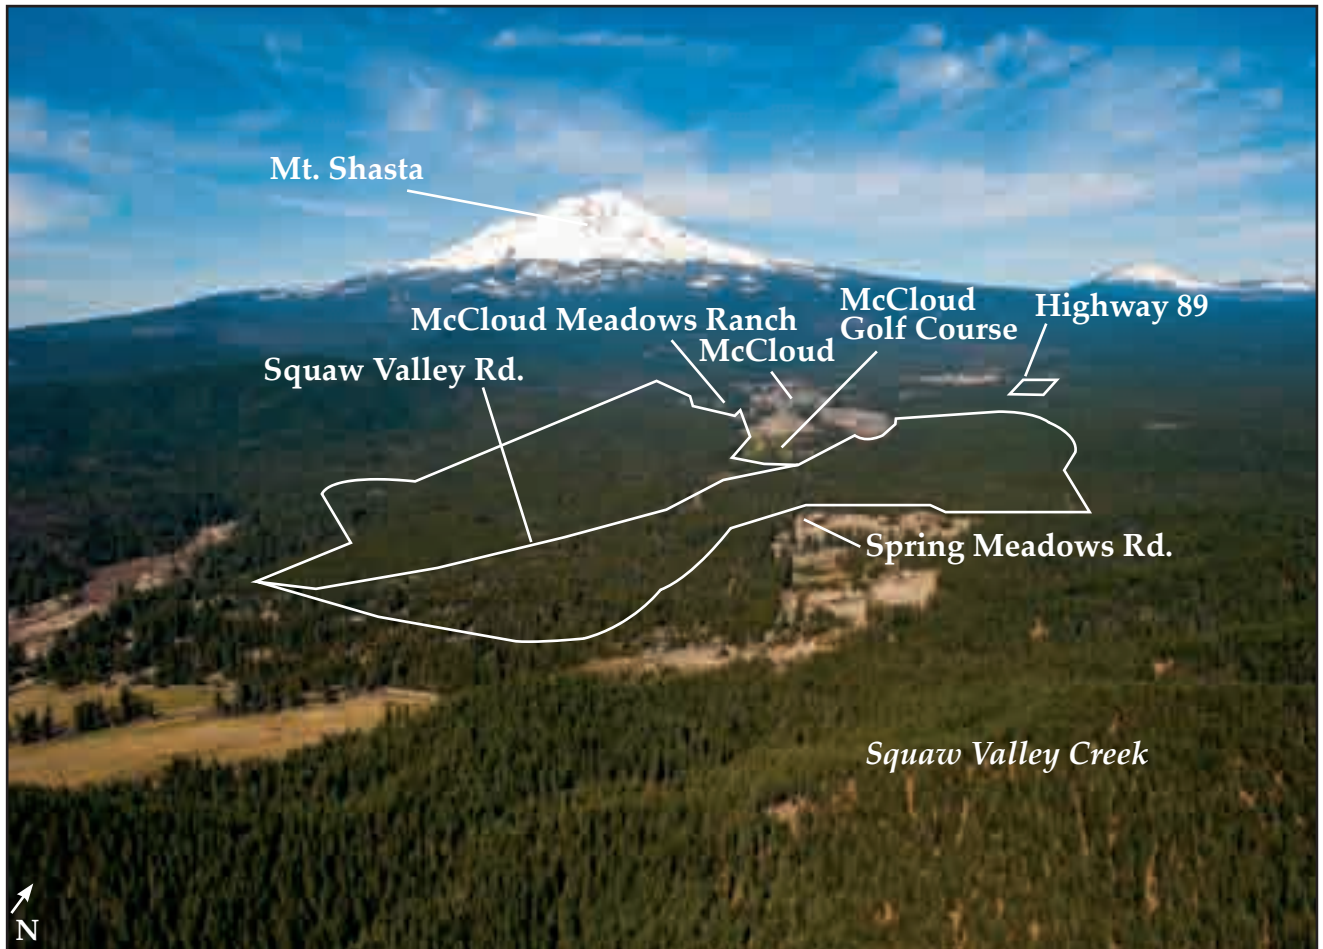 Mt. Shasta
McCloud
Golf Course
Highway 89
McCloud Meadows Ranch
McCloud
Squaw Valley Rd.
Spring Meadows Rd.
Squaw Valley Creek
N